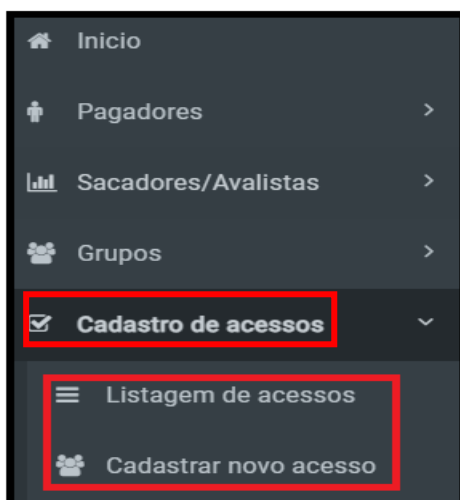 Inicio
Pagadores
Sacadores/Avalistas
Grupos
Cadastro de acessos
Listagem de acessos
Cadastrar novo acesso